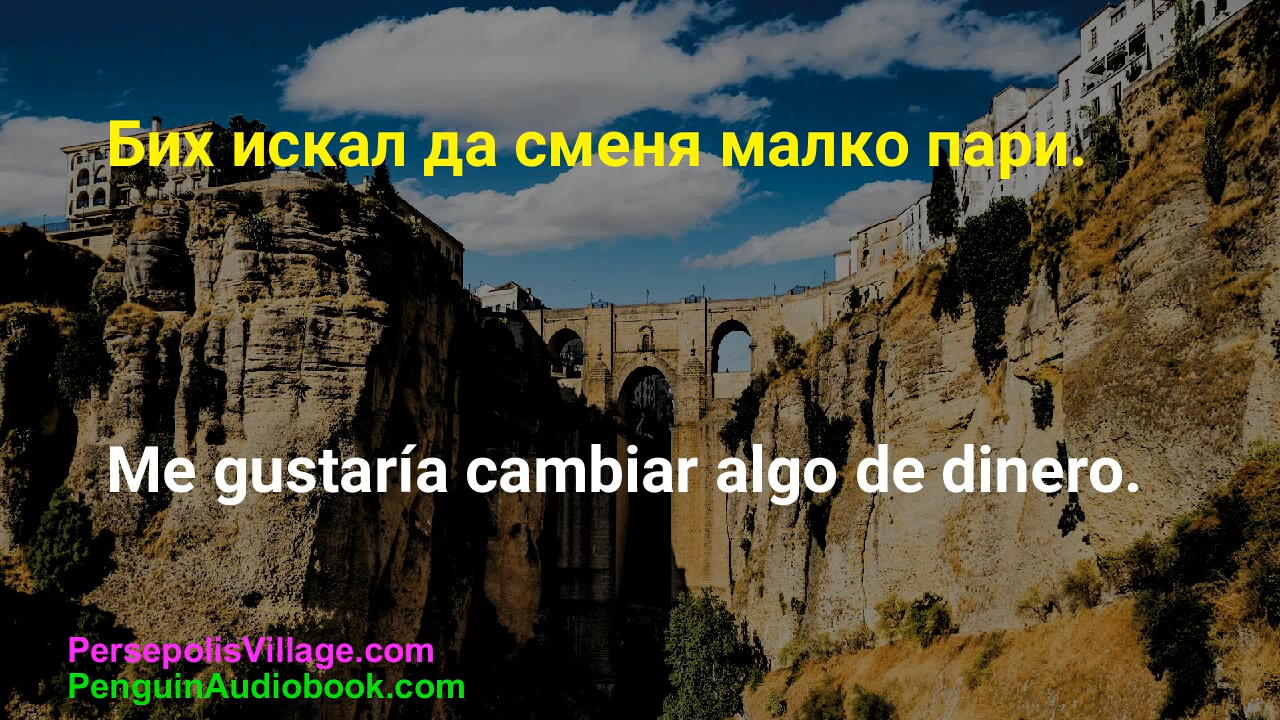 Бих искал да сменя малко пари.
Me gustaría cambiar algo de dinero.
PersepolisVillage.com
PenguinAudiobook.com